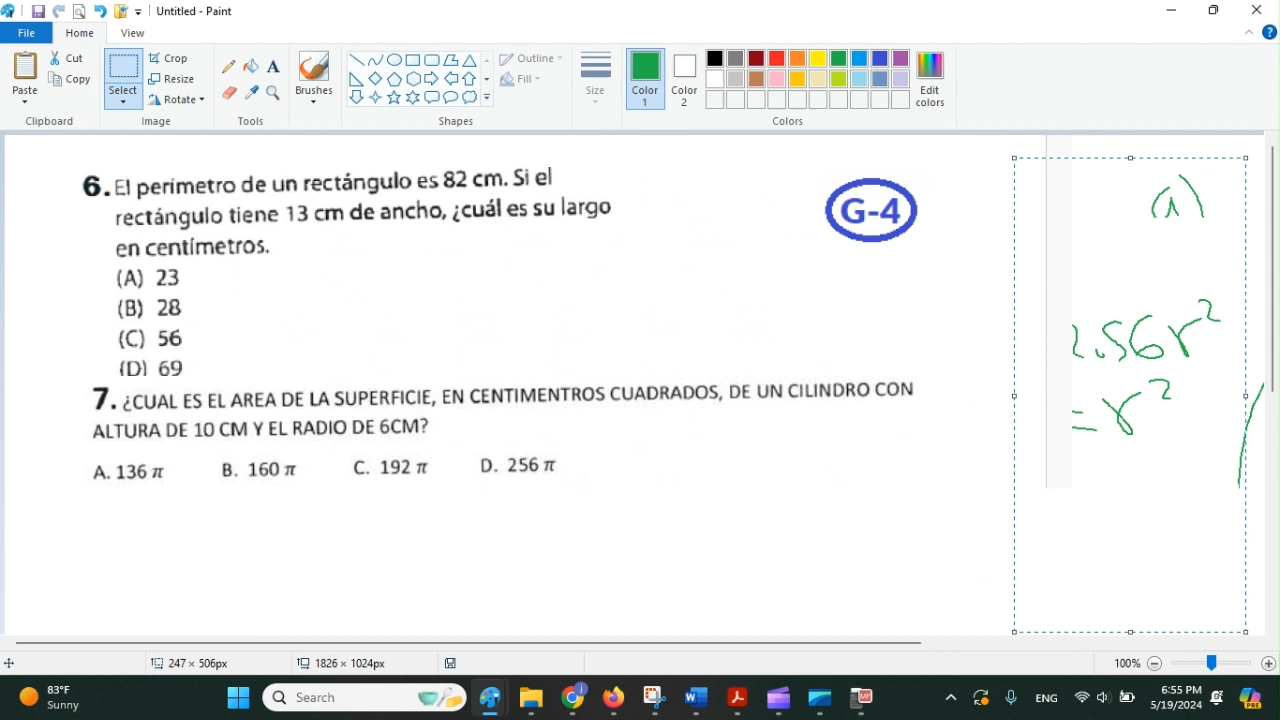 Untitled - Paint
File
Home
View
Paste
Cut
Copy
Clipboard
Select
Crop
Resize
Rotate
Image
A
Tools
Brushes
Outline
Fill
Shapes
Size
Color 1
Color 2
Edit colors
Colors
6. El perímetro de un rectángulo es 82 cm. Si el
rectángulo tiene 13 cm de ancho, ¿cuál es su largo
en centímetros.
(A) 23
(B) 28
(C) 56
(D) 69
G-4
7. ¿CUAL ES EL AREA DE LA SUPERFICIE, EN CENTIMENTROS CUADRADOS, DE UN CILINDRO CON
ALTURA DE 10 CM Y EL RADIO DE 6CM?
A. 136 π B. 160 π C. 192 π D. 256 π
a)
2.56r²
= r²
247 × 506px
1826 × 1024px
100%
83°F
Sunny
Search
ENG
6:55 PM
5/19/2024
PRE